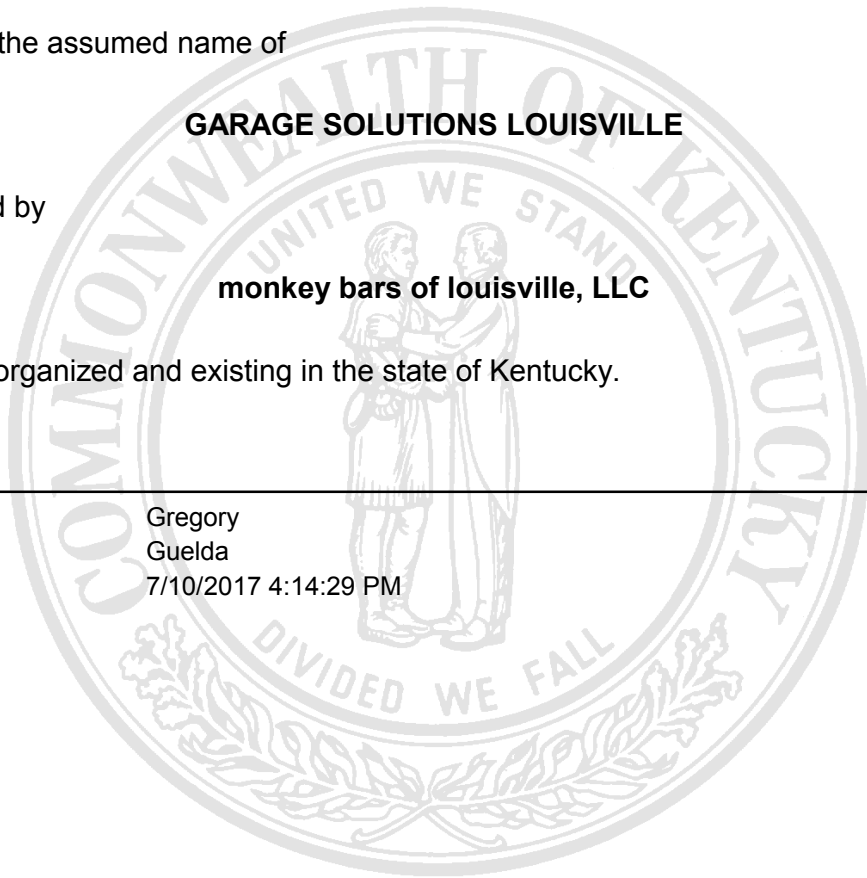 the assumed name of
GARAGE SOLUTIONS LOUISVILLE
d by
monkey bars of louisville, LLC
organized and existing in the state of Kentucky.
Gregory
Guelda
7/10/2017 4:14:29 PM
COMMONWEALTH OF KENTUCKY
UNITED WE STAND
DIVIDED WE FALL